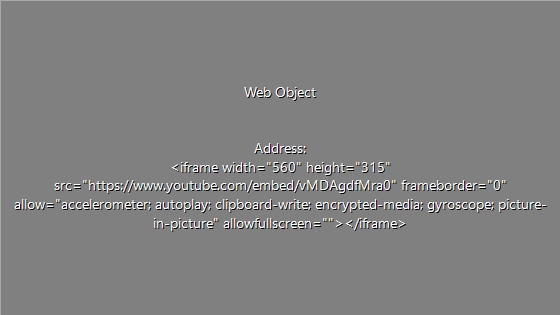 Web Object
Address:
<iframe width="560" height="315"
src="https://www.youtube.com/embed/vMDAgdfMra0" frameborder="0"
allow="accelerometer; autoplay; clipboard-write; encrypted-media; gyroscope; picture-
in-picture" allowfullscreen=""></iframe>